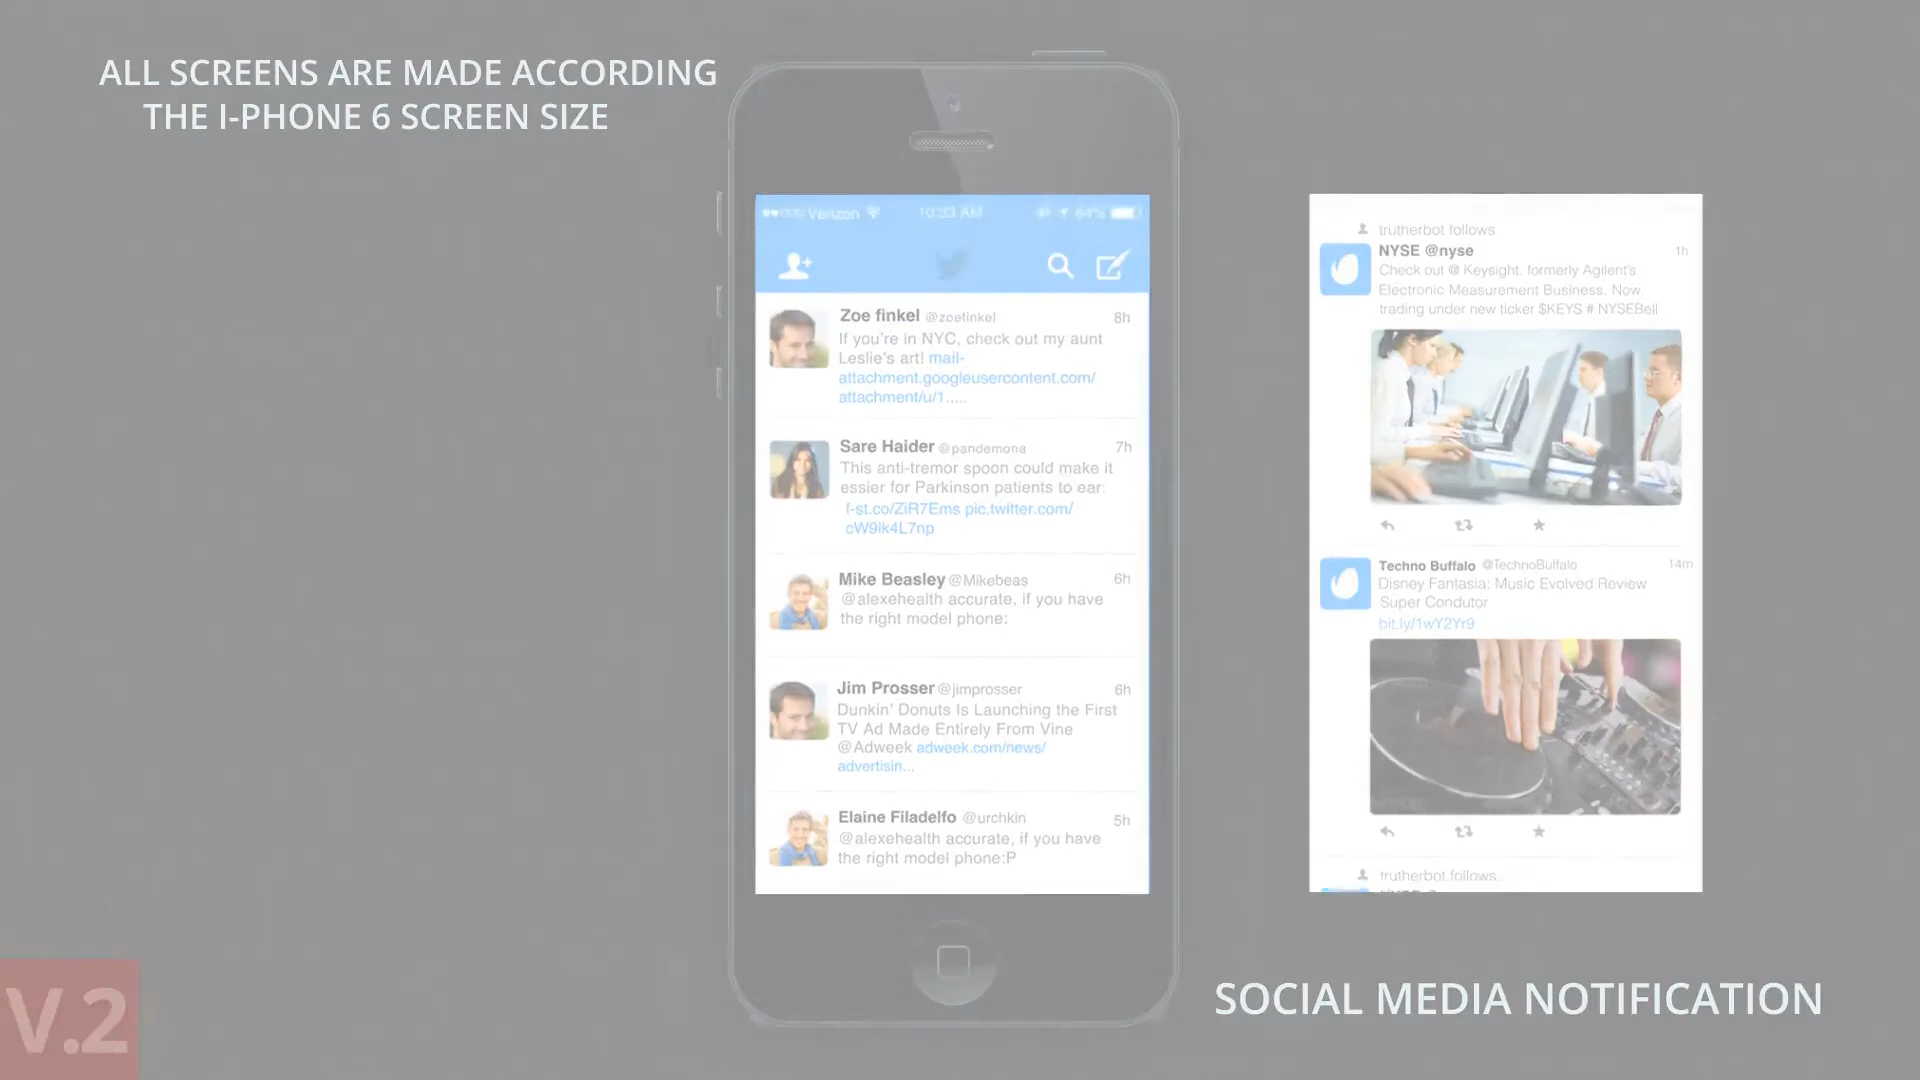 ALL SCREENS ARE MADE ACCORDING
THE I-PHONE 6 SCREEN SIZE
Verizon 10:33 AM 84%
Zoe finkel @zoefinkel 8h
If you're in NYC, check out my aunt
Leslie's art! mail-
attachment.googleusercontent.com/
attachment/u/1.....
Sare Haider @pandemona 7h
This anti-tremor spoon could make it
essier for Parkinson patients to ear:
f-st.co/ZiR7Ems pic.twitter.com/
cW9lk4L7np
Mike Beasley @Mikebeas 6h
@alexehealth accurate, if you have
the right model phone:
Jim Prosser @jimprosser 6h
Dunkin' Donuts Is Launching the First
TV Ad Made Entirely From Vine
@Adweek adweek.com/news/
advertisin...
Elaine Filadelfo @urchkin 5h
@alexehealth accurate, if you have
the right model phone:P
trutherbot follows
NYSE @nyse 1h
Check out @ Keysight. formerly Agilent's
Electronic Measurement Business. Now
trading under new ticker $KEYS # NYSEBell
Techno Buffalo @TechnoBuffalo 14m
Disney Fantasia: Music Evolved Review
Super Condutor
bit.ly/1wY2Yr9
trutherbot follows
V.2
SOCIAL MEDIA NOTIFICATION